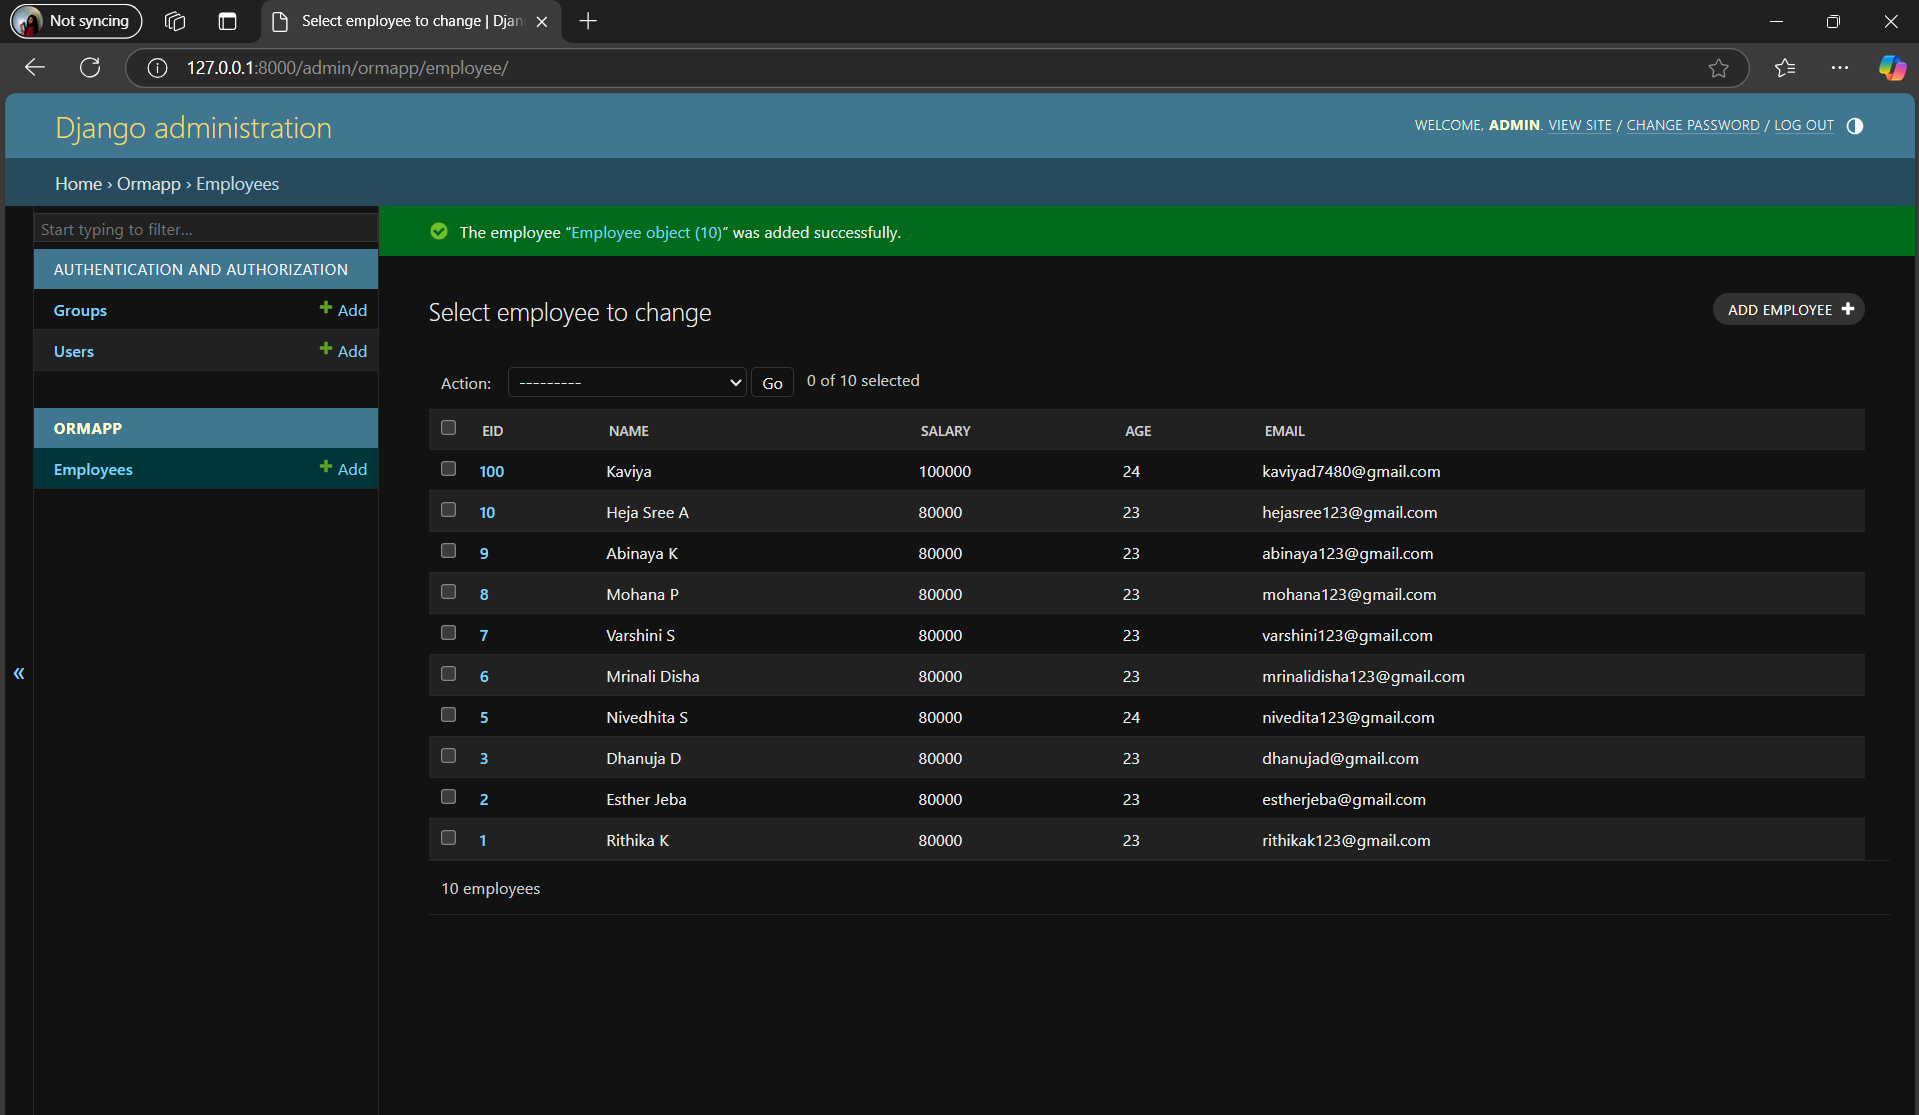 Not syncing
Select employee to change | Djan
127.0.0.1:8000/admin/ormapp/employee/
Django administration
WELCOME, ADMIN. VIEW SITE / CHANGE PASSWORD / LOG OUT
Home › Ormapp › Employees
Start typing to filter...
AUTHENTICATION AND AUTHORIZATION
Groups + Add
Users + Add
ORMAPP
Employees + Add
«
The employee “Employee object (10)” was added successfully.
Select employee to change
ADD EMPLOYEE +
Action: --------- Go 0 of 10 selected
EID NAME SALARY AGE EMAIL
100 Kaviya 100000 24 kaviyad7480@gmail.com
10 Heja Sree A 80000 23 hejasree123@gmail.com
9 Abinaya K 80000 23 abinaya123@gmail.com
8 Mohana P 80000 23 mohana123@gmail.com
7 Varshini S 80000 23 varshini123@gmail.com
6 Mrinali Disha 80000 23 mrinalidisha123@gmail.com
5 Nivedhita S 80000 24 nivedita123@gmail.com
3 Dhanuja D 80000 23 dhanujad@gmail.com
2 Esther Jeba 80000 23 estherjeba@gmail.com
1 Rithika K 80000 23 rithikak123@gmail.com
10 employees